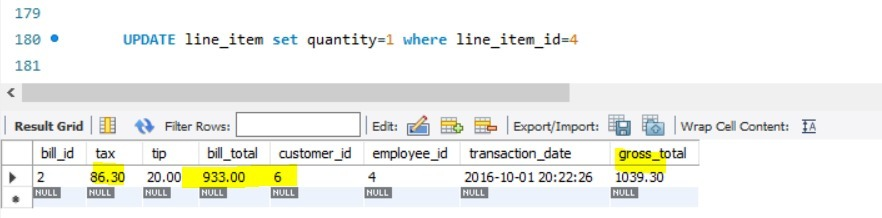 179
180 UPDATE line_item set quantity=1 where line_item_id=4
181
Result Grid Filter Rows: Edit: Export/Import: Wrap Cell Content: IA
bill_id tax tip bill_total customer_id employee_id transaction_date gross_total
2 86.30 20.00 933.00 6 4 2016-10-01 20:22:26 1039.30
NULL NULL NULL NULL NULL NULL NULL NULL